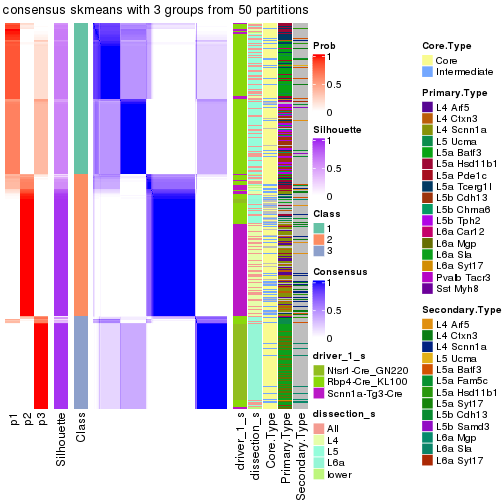 consensus skmeans with 3 groups from 50 partitions
Prob
1
0.5
0
Silhouette
1
0.5
0
Class
1
2
3
Consensus
1
0.5
0
driver_1_s
Ntsr1-Cre_GN220
Rbp4-Cre_KL100
Scnn1a-Tg3-Cre
dissection_s
All
L4
L5
L6a
lower
Core.Type
Core
Intermediate
Primary.Type
L4 Arf5
L4 Ctxn3
L4 Scnn1a
L5 Ucma
L5a Batf3
L5a Hsd11b1
L5a Pde1c
L5a Tcerg1l
L5b Cdh13
L5b Chrna6
L5b Tph2
L6a Car12
L6a Mgp
L6a Sla
L6a Syt17
Pvalb Tacr3
Sst Myh8
Secondary.Type
L4 Arf5
L4 Ctxn3
L4 Scnn1a
L5 Ucma
L5a Batf3
L5a Fam5c
L5a Hsd11b1
L5a Syt17
L5b Cdh13
L5b Samd3
L6a Mgp
L6a Sla
L6a Syt17
p1
p2
p3
Silhouette
Class
driver_1_s
dissection_s
Core.Type
Primary.Type
Secondary.Type